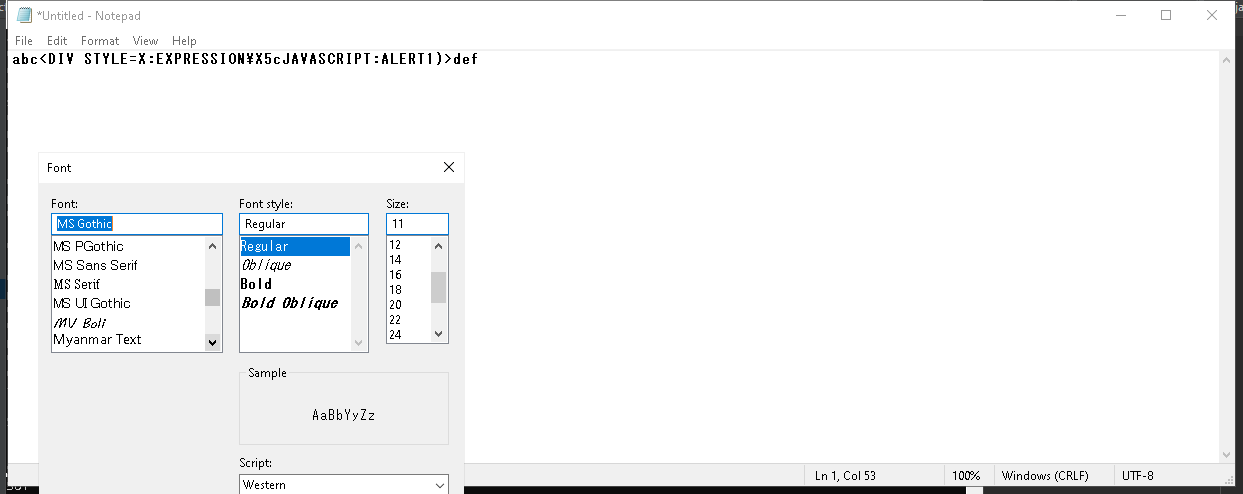 *Untitled - Notepad
File Edit Format View Help
abc<DIV STYLE=X:EXPRESSION¥X5cJAVASCRIPT:ALERT1)>def
Font
Font: Font style: Size:
MS Gothic Regular 11
MS PGothic
MS Sans Serif
MS Serif
MS UI Gothic
MV Boli
Myanmar Text
Regular
Oblique
Bold
Bold Oblique
12
14
16
18
20
22
24
Sample
AaBbYyZz
Script:
Western
Ln 1, Col 53 100% Windows (CRLF) UTF-8